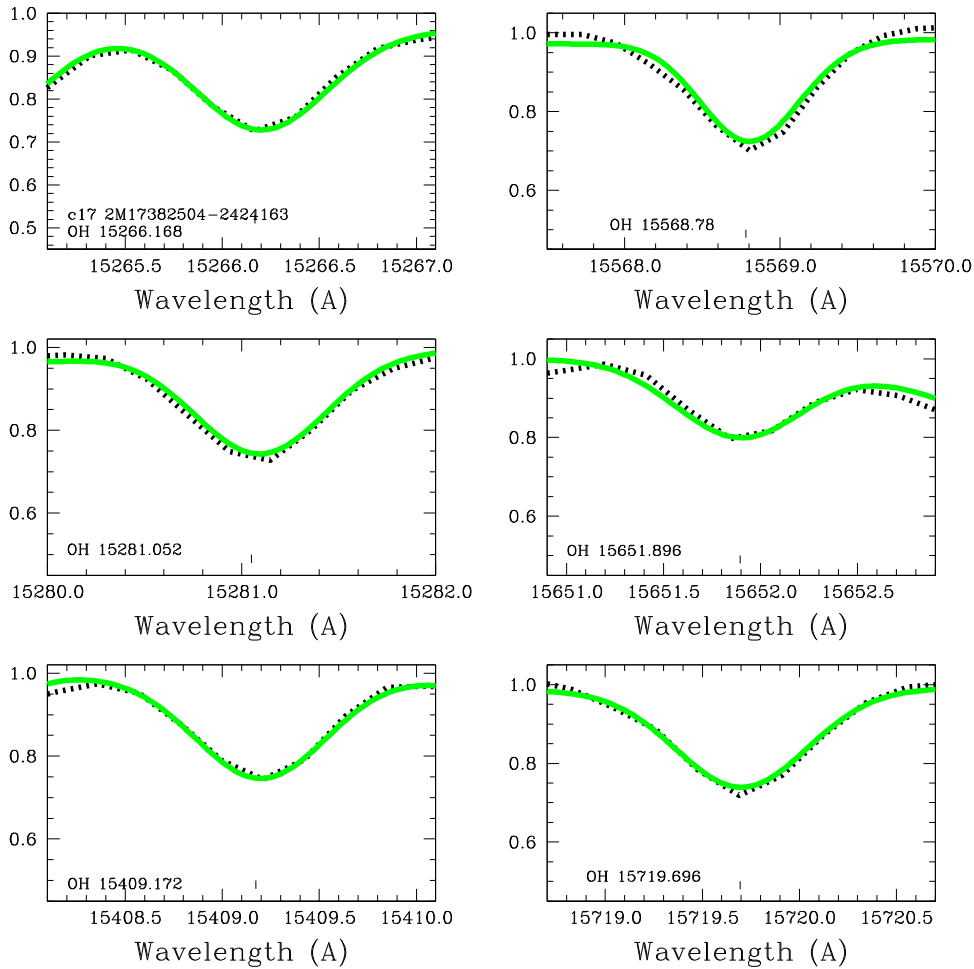 1.0
0.9
0.8
0.7
0.6
0.5
c17 2M17382504−2424163
OH 15266.168
15265.5 15266.0 15266.5 15267.0
Wavelength (A)
1.0
0.8
0.6
OH 15568.78
15568.0 15569.0 15570.0
Wavelength (A)
1.0
0.8
0.6
OH 15281.052
15280.0 15281.0 15282.0
Wavelength (A)
1.0
0.8
0.6
OH 15651.896
15651.0 15651.5 15652.0 15652.5
Wavelength (A)
1.0
0.8
0.6
OH 15409.172
15408.5 15409.0 15409.5 15410.0
Wavelength (A)
1.0
0.8
0.6
OH 15719.696
15719.0 15719.5 15720.0 15720.5
Wavelength (A)